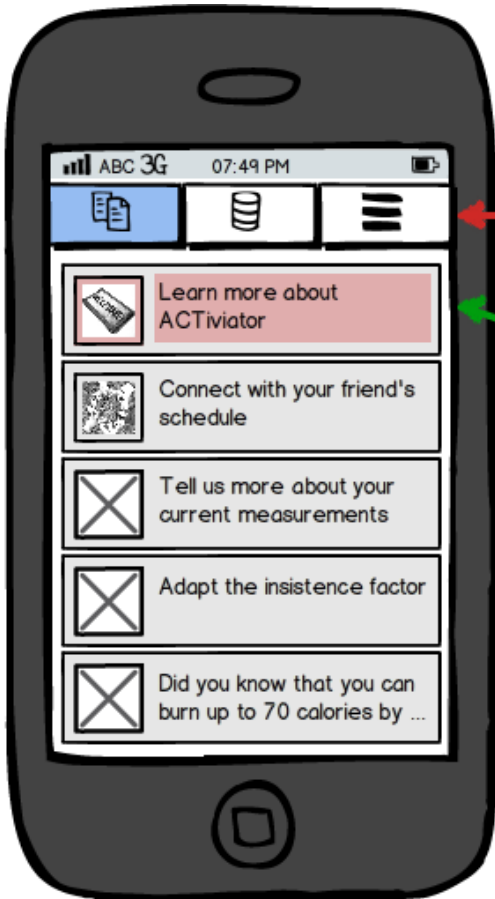 ABC 3G 07:49 PM
Learn more about
ACTiviator
Connect with your friend's
schedule
Tell us more about your
current measurements
Adapt the insistence factor
Did you know that you can
burn up to 70 calories by ...